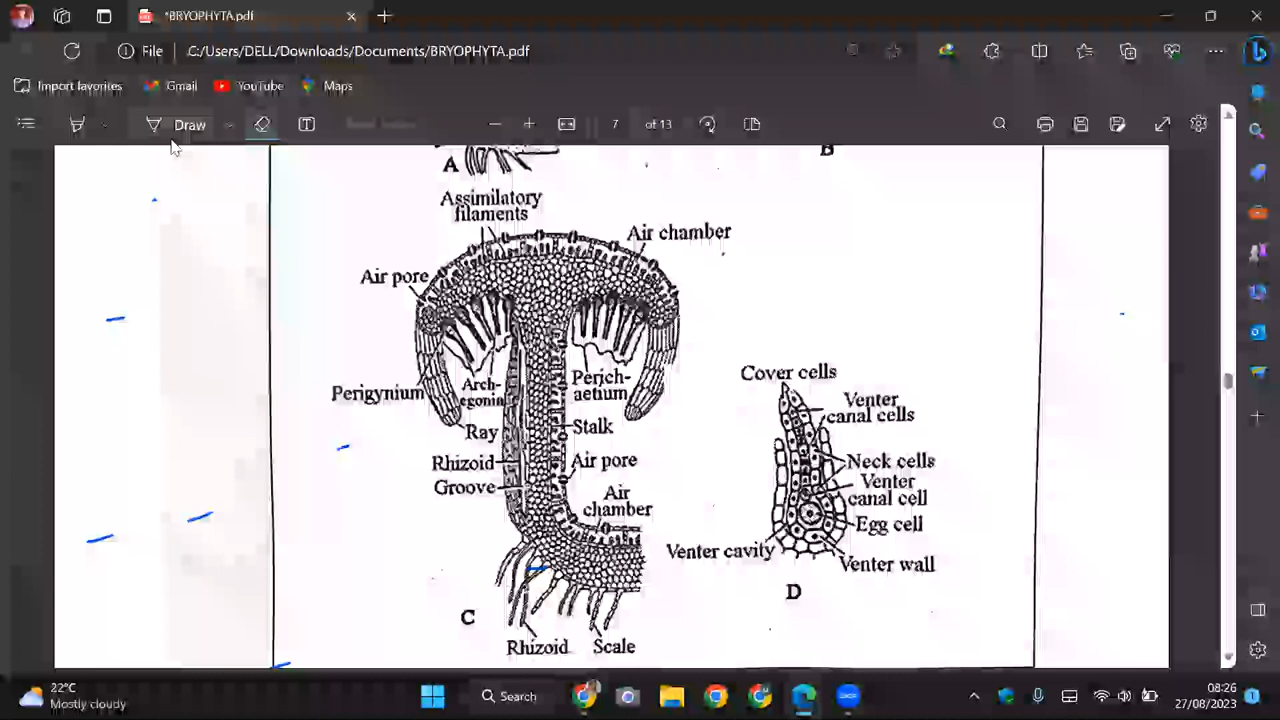 *BRYOPHYTA.pdf
File
C:/Users/DELL/Downloads/Documents/BRYOPHYTA.pdf
Import favorites
Gmail
YouTube
Maps
Draw
7
of 13
A
B
Assimilatory
filaments
Air chamber
Air pore
Perigynium
Arch-
egonia
Perich-
aetium
Ray
Stalk
Rhizoid
Air pore
Groove
Air
chamber
C
Rhizoid
Scale
Cover cells
Venter
canal cells
Neck cells
Venter
canal cell
Egg cell
Venter cavity
Venter wall
D
22°C
Mostly cloudy
Search
08:26
27/08/2023